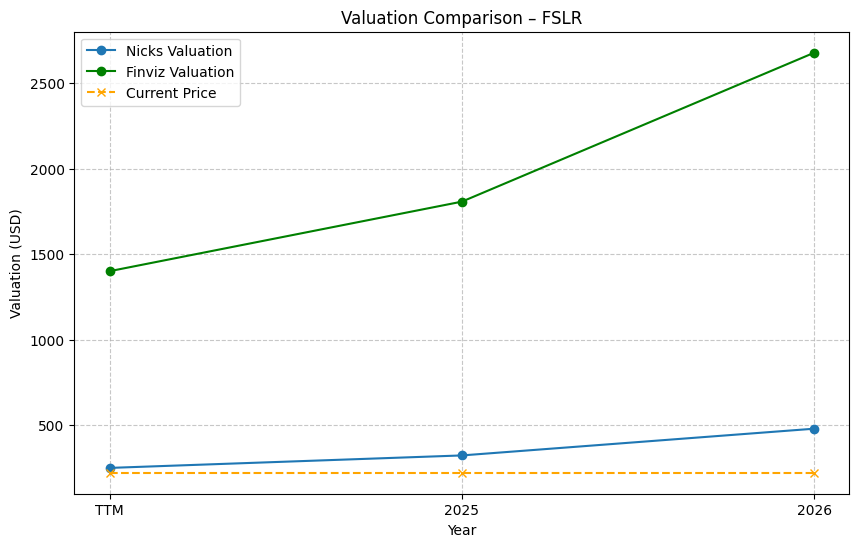 Valuation Comparison – FSLR
Nicks Valuation
Finviz Valuation
Current Price
Valuation (USD)
2500
2000
1500
1000
500
TTM
2025
2026
Year